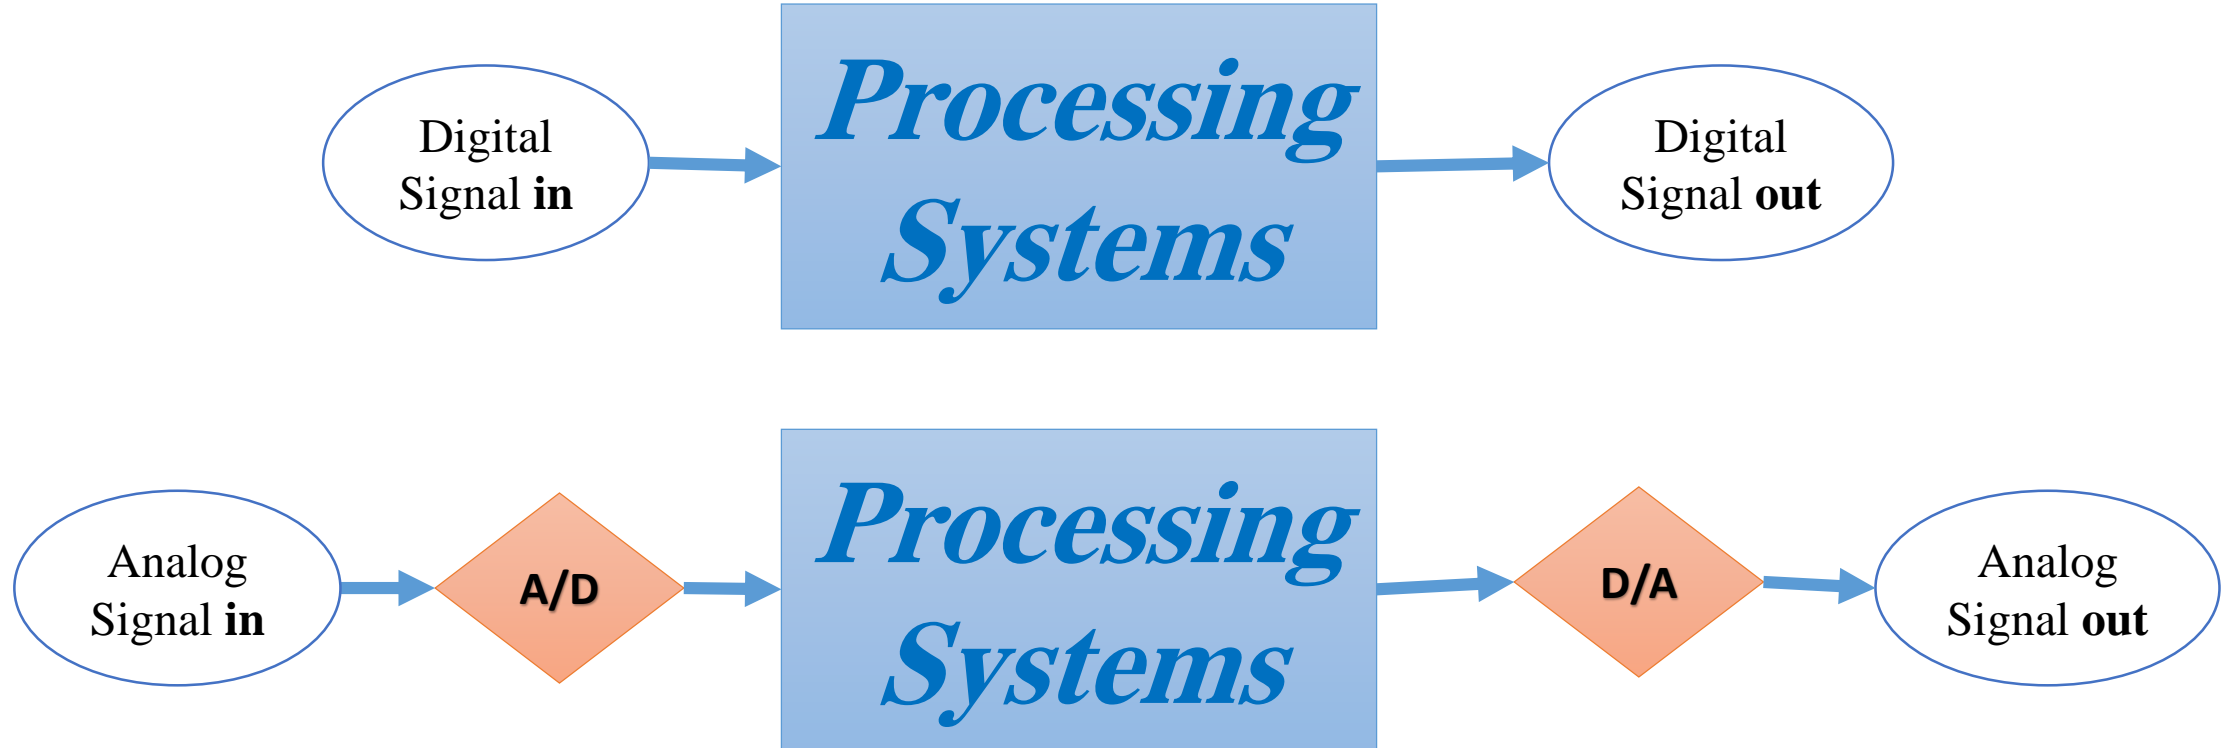 Digital
Signal in
Processing
Systems
Digital
Signal out
Analog
Signal in
A/D
Processing
Systems
D/A
Analog
Signal out